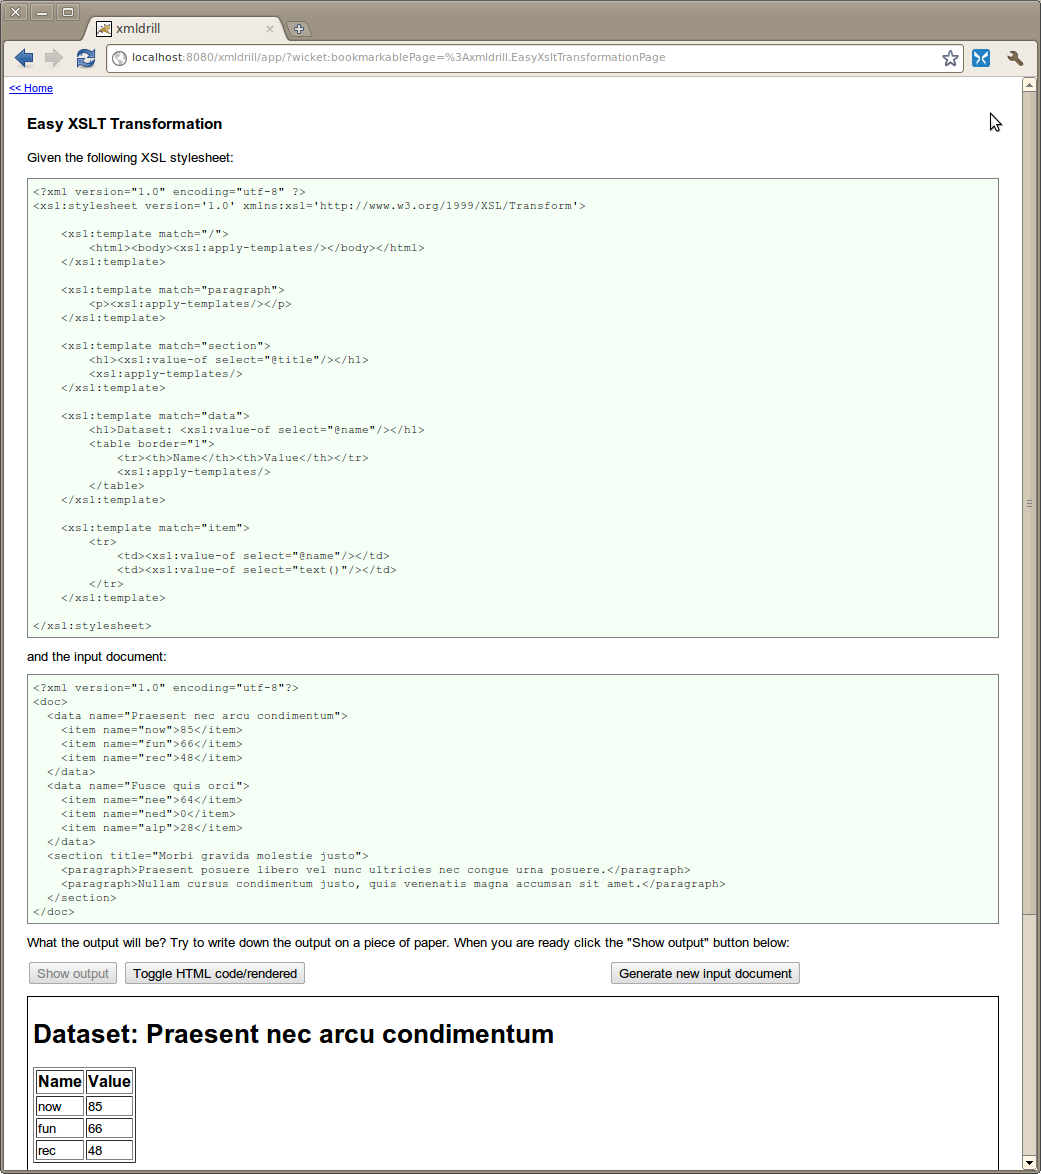 xmldrill
localhost:8080/xmldrill/app/?wicket:bookmarkablePage=%3Axmldrill.EasyXsltTransformationPage
<< Home
Easy XSLT Transformation
Given the following XSL stylesheet:
<?xml version="1.0" encoding="utf-8" ?>
<xsl:stylesheet version='1.0' xmlns:xsl='http://www.w3.org/1999/XSL/Transform'>
    <xsl:template match="/">
        <html><body><xsl:apply-templates/></body></html>
    </xsl:template>
    <xsl:template match="paragraph">
        <p><xsl:apply-templates/></p>
    </xsl:template>
    <xsl:template match="section">
        <h1><xsl:value-of select="@title"/></h1>
        <xsl:apply-templates/>
    </xsl:template>
    <xsl:template match="data">
        <h1>Dataset: <xsl:value-of select="@name"/></h1>
        <table border="1">
            <tr><th>Name</th><th>Value</th></tr>
            <xsl:apply-templates/>
        </table>
    </xsl:template>
    <xsl:template match="item">
        <tr>
            <td><xsl:value-of select="@name"/></td>
            <td><xsl:value-of select="text()"/></td>
        </tr>
    </xsl:template>
</xsl:stylesheet>
and the input document:
<?xml version="1.0" encoding="utf-8"?>
<doc>
  <data name="Praesent nec arcu condimentum">
    <item name="now">85</item>
    <item name="fun">66</item>
    <item name="rec">48</item>
  </data>
  <data name="Fusce quis orci">
    <item name="nee">64</item>
    <item name="ned">0</item>
    <item name="alp">28</item>
  </data>
  <section title="Morbi gravida molestie justo">
    <paragraph>Praesent posuere libero vel nunc ultricies nec congue urna posuere.</paragraph>
    <paragraph>Nullam cursus condimentum justo, quis venenatis magna accumsan sit amet.</paragraph>
  </section>
</doc>
What the output will be? Try to write down the output on a piece of paper. When you are ready click the "Show output" button below:
Show output Toggle HTML code/rendered Generate new input document
Dataset: Praesent nec arcu condimentum
Name Value
now 85
fun 66
rec 48